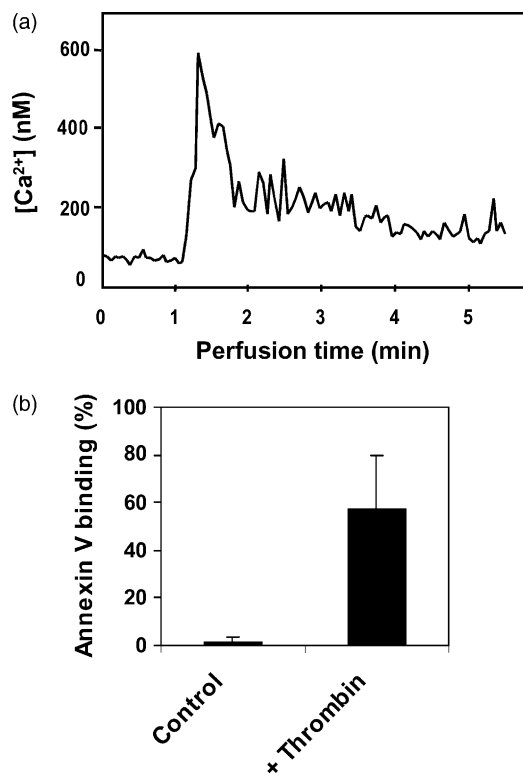 (a)
[Ca²⁺] (nM)
600
400
200
0
0 1 2 3 4 5
Perfusion time (min)
(b)
Annexin V binding (%)
100
80
60
40
20
0
Control
+ Thrombin